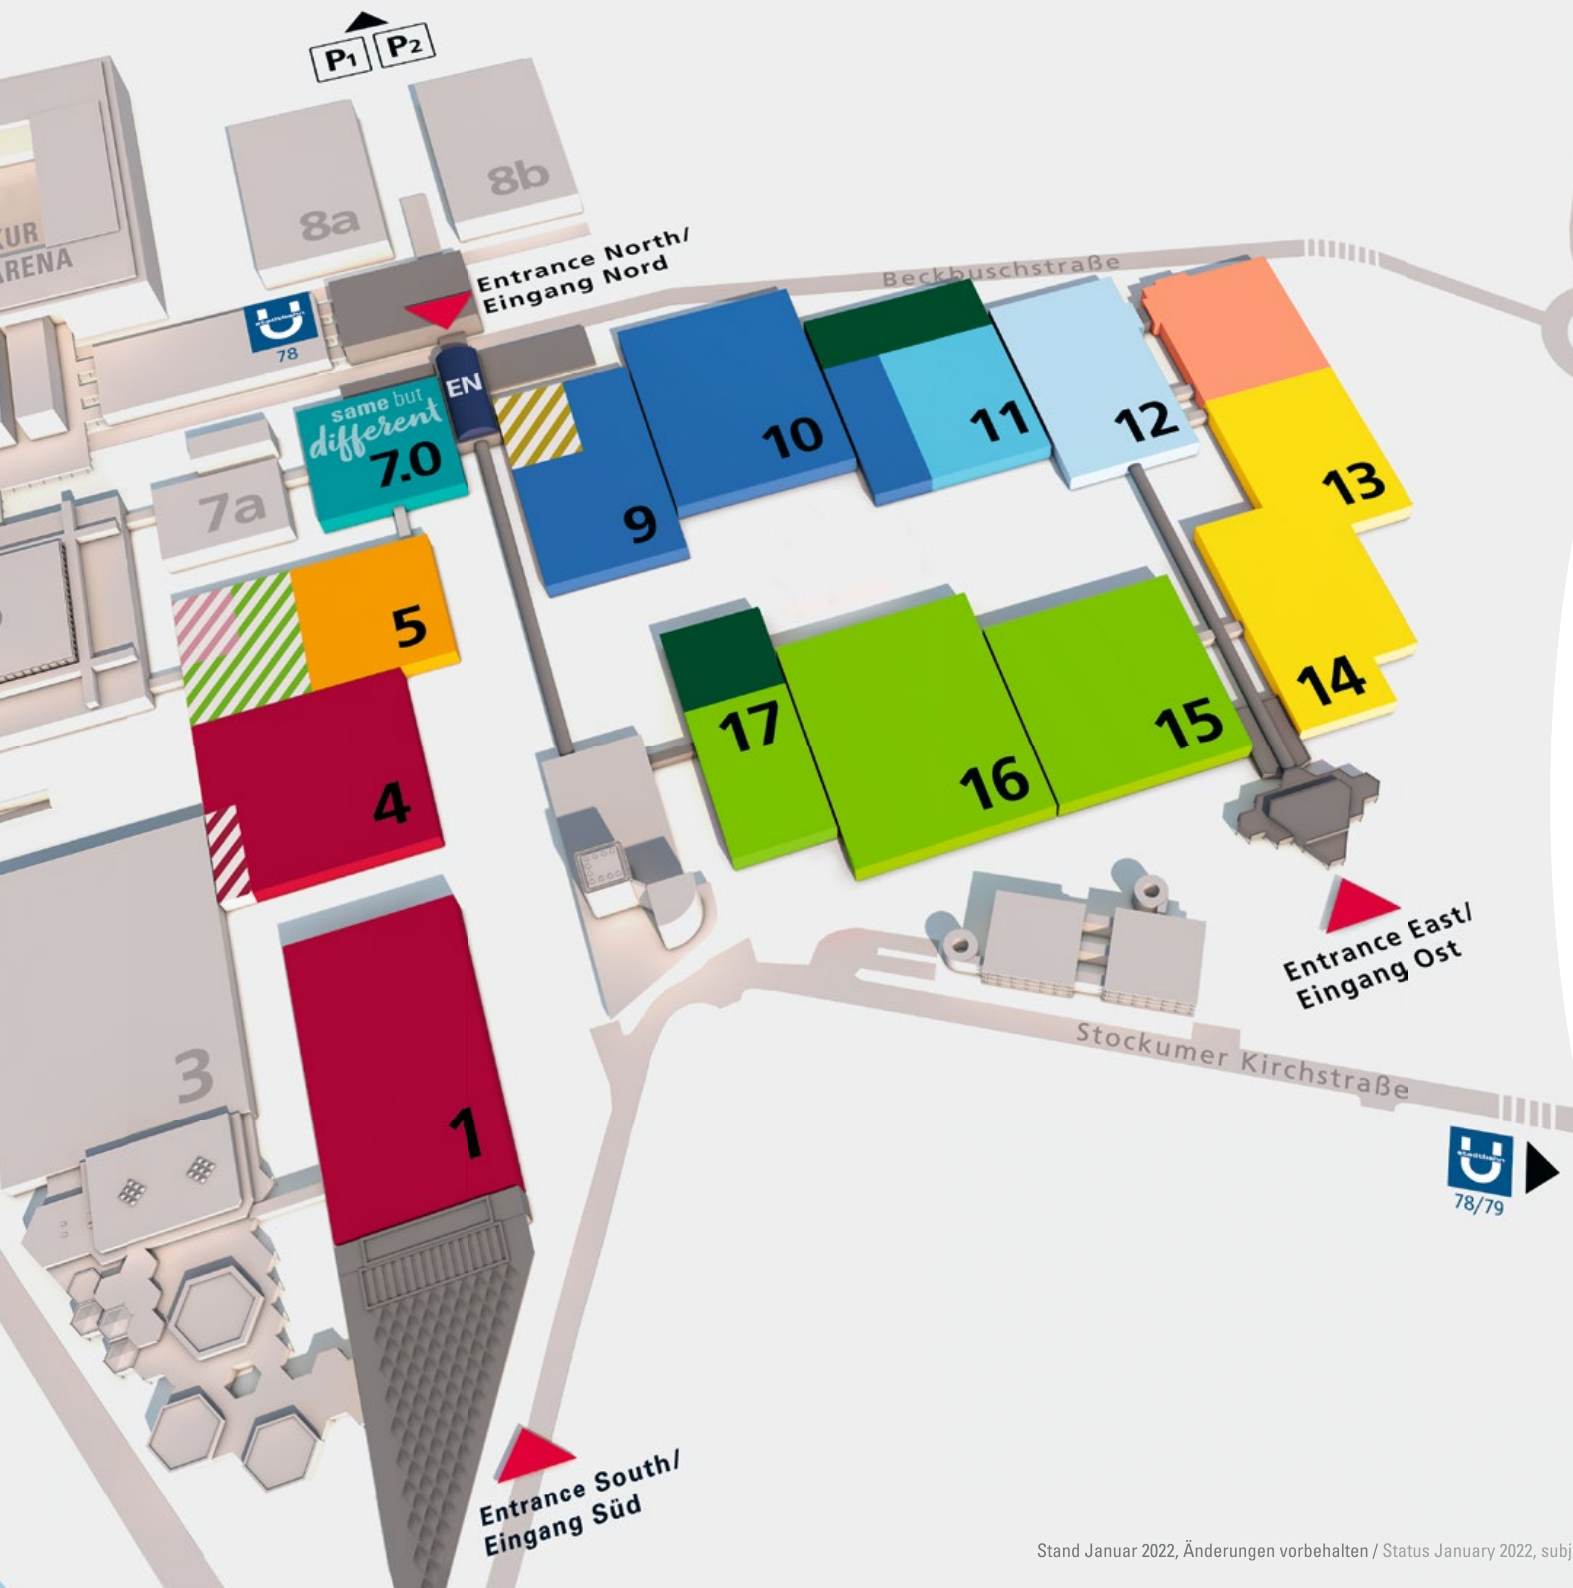 P1 P2
8b
8a
KUR
ARENA
Entrance North/
Eingang Nord
Beckbuschstraße
U
stadtbahn
78
EN
same but
different
7.0
7a
9
10
11
12
13
14
5
4
17
16
15
Entrance East/
Eingang Ost
3
1
Stockumer Kirchstraße
U
stadtbahn
78/79
Entrance South/
Eingang Süd
Stand Januar 2022, Änderungen vorbehalten / Status January 2022, subj